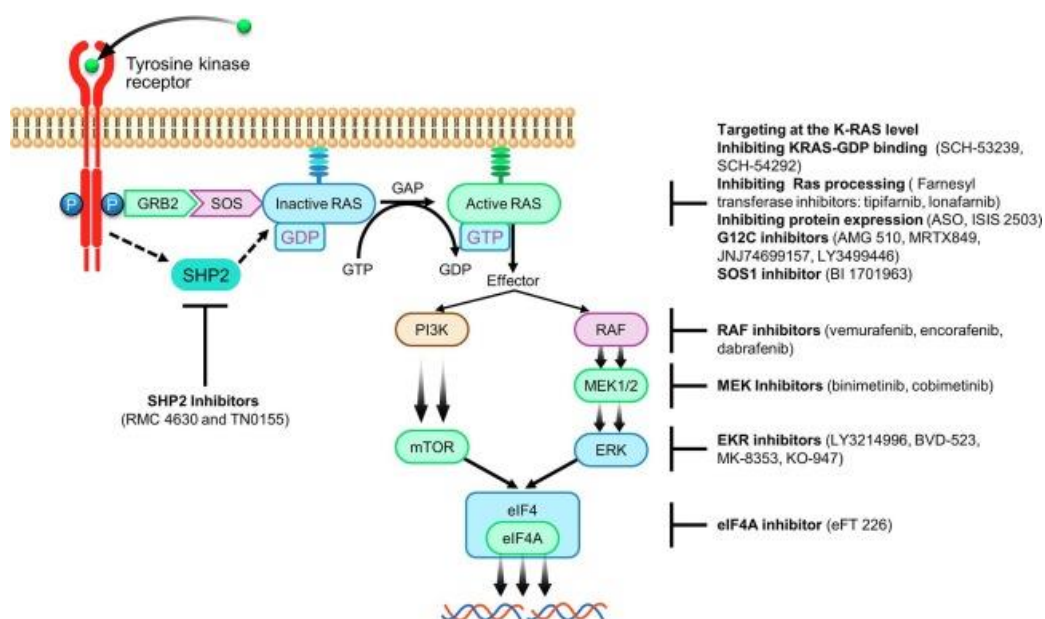 Tyrosine kinase
receptor
P
P
GRB2
SOS
Inactive RAS
GDP
GAP
GTP
GDP
Active RAS
GTP
SHP2
Effector
PI3K
RAF
MEK1/2
mTOR
ERK
eIF4
eIF4A
SHP2 Inhibitors
(RMC 4630 and TN0155)
Targeting at the K-RAS level
Inhibiting KRAS-GDP binding (SCH-53239,
SCH-54292)
Inhibiting Ras processing ( Farnesyl
transferase inhibitors: tipifarnib, lonafarnib)
Inhibiting protein expression (ASO, ISIS 2503)
G12C inhibitors (AMG 510, MRTX849,
JNJ74699157, LY3499446)
SOS1 inhibitor (BI 1701963)
RAF inhibitors (vemurafenib, encorafenib,
dabrafenib)
MEK Inhibitors (binimetinib, cobimetinib)
EKR inhibitors (LY3214996, BVD-523,
MK-8353, KO-947)
eIF4A inhibitor (eFT 226)